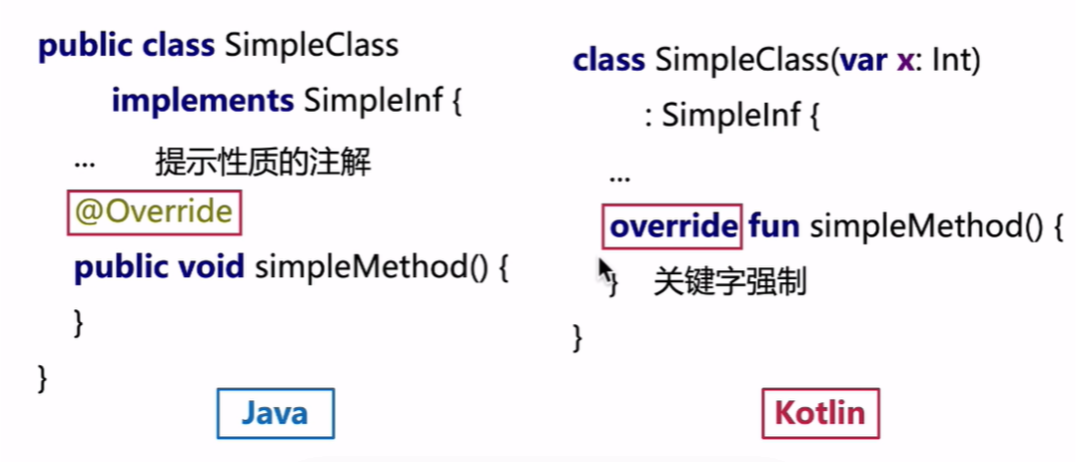 public class SimpleClass
implements SimpleInf {
... 提示性质的注解
@Override
public void simpleMethod() {
}
}
Java
class SimpleClass(var x: Int)
: SimpleInf {
...
override fun simpleMethod() {
} 关键字强制
}
Kotlin